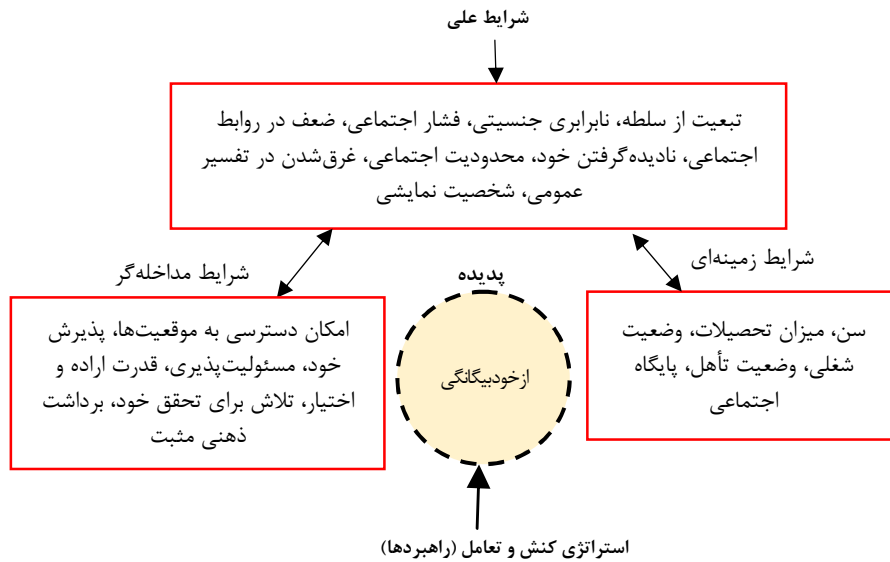 شرایط علی
تبعیت از سلطه، نابرابری جنسیتی، فشار اجتماعی، ضعف در روابط
اجتماعی، نادیده‌گرفتن خود، محدودیت اجتماعی، غرق‌شدن در تفسیر
عمومی، شخصیت نمایشی
شرایط زمینه‌ای
پدیده
شرایط مداخله‌گر
سن، میزان تحصیلات، وضعیت
شغلی، وضعیت تأهل، پایگاه
اجتماعی
ازخودبیگانگی
امکان دسترسی به موقعیت‌ها، پذیرش
خود، مسئولیت‌پذیری، قدرت اراده و
اختیار، تلاش برای تحقق خود، برداشت
ذهنی مثبت
استراتژی کنش و تعامل (راهبردها)